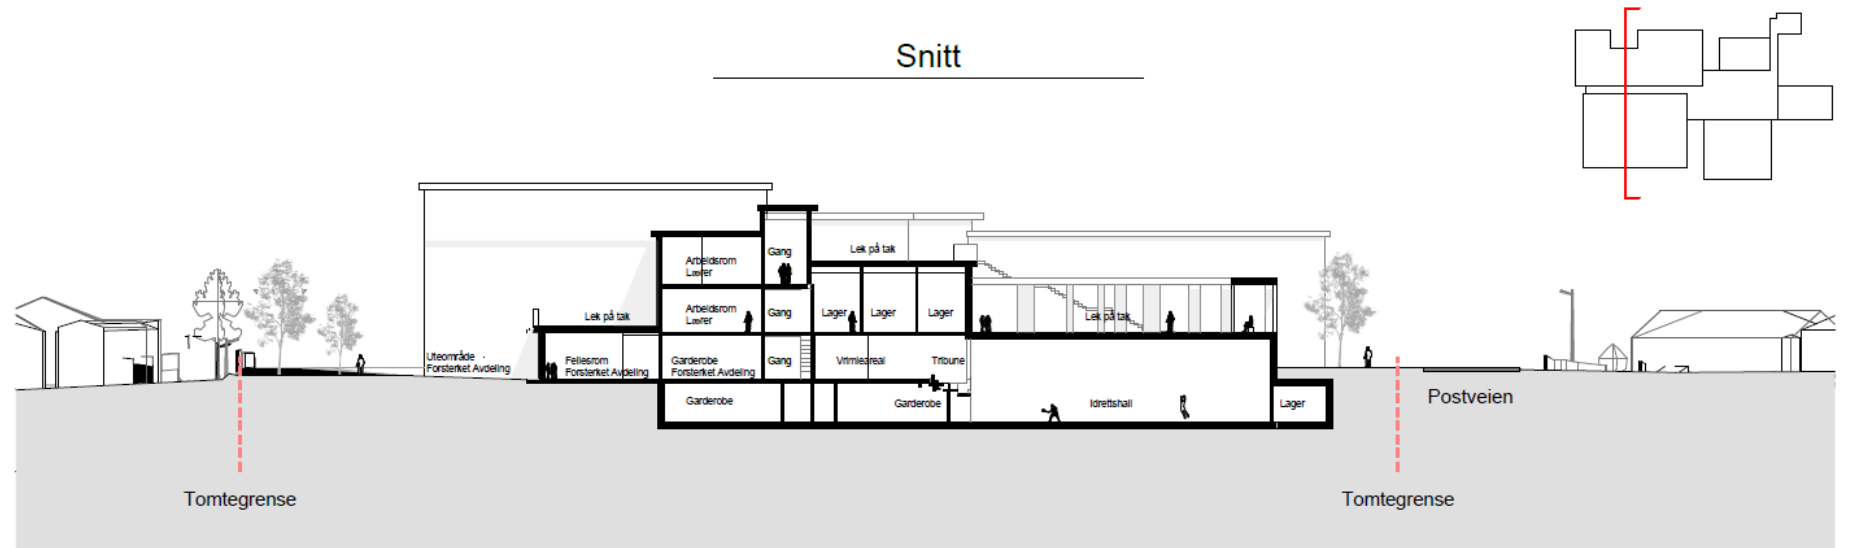 Snitt
Lek på tak
Gang
Arbeidsrom
Lærer
Arbeidsrom
Lærer
Gang
Lager
Lager
Lager
Lek på tak
Lek på tak
Uteområde
Forsterket Avdeling
Fellesrom
Forsterket Avdeling
Garderobe
Forsterket Avdeling
Gang
Vrimleareal
Tribune
Garderobe
Garderobe
Idrettshall
Lager
Postveien
Tomtegrense
Tomtegrense